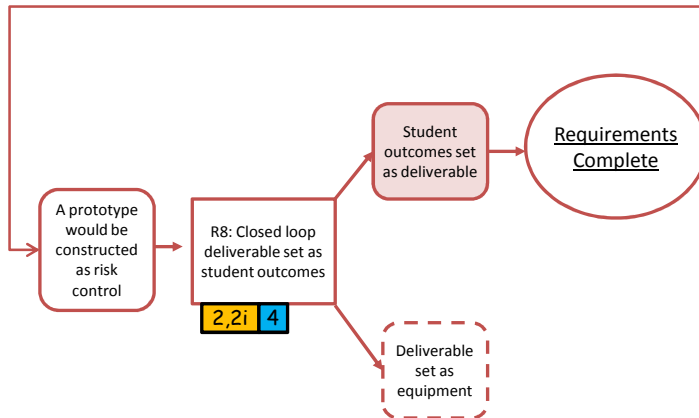 A prototype
would be
constructed
as risk
control
R8: Closed loop
deliverable set as
student outcomes
2,2i
4
Student
outcomes set
as deliverable
Requirements
Complete
Deliverable
set as
equipment